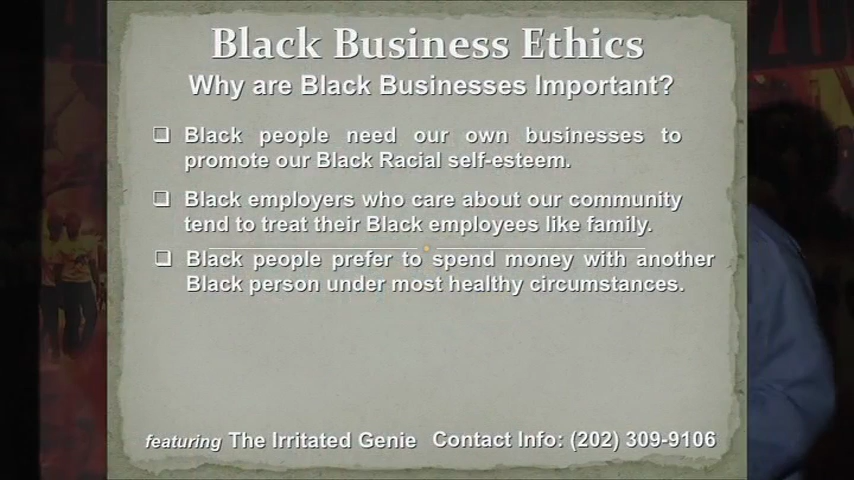 Black Business Ethics
Why are Black Businesses Important?
❑ Black people need our own businesses to
promote our Black Racial self-esteem.
❑ Black employers who care about our community
tend to treat their Black employees like family.
❑ Black people prefer to spend money with another
Black person under most healthy circumstances.
featuring The Irritated Genie Contact Info: (202) 309-9106